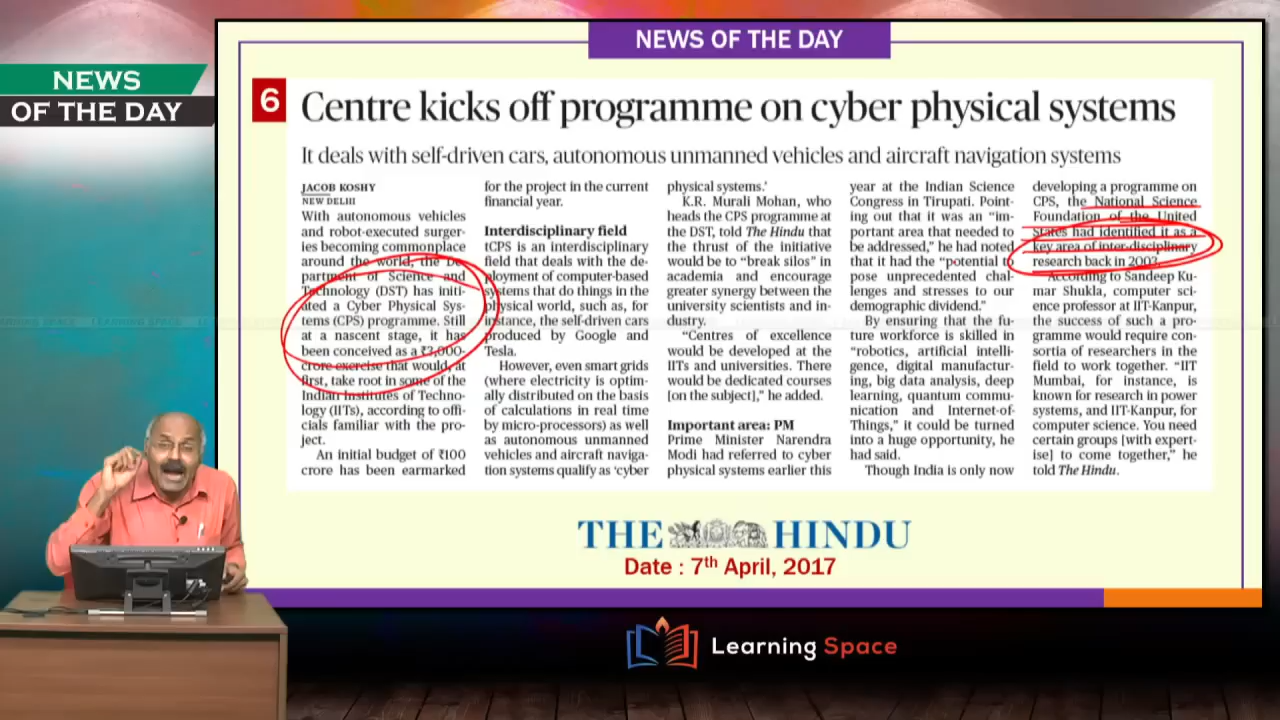 NEWS OF THE DAY
NEWS
OF THE DAY
6
Centre kicks off programme on cyber physical systems
It deals with self-driven cars, autonomous unmanned vehicles and aircraft navigation systems
JACOB KOSHY
NEW DELHI
With autonomous vehicles
and robot-executed surger-
ies becoming commonplace
around the world, the De-
partment of Science and
Technology (DST) has initi-
ated a Cyber Physical Sys-
tems (CPS) programme. Still
at a nascent stage, it has
been conceived as a ₹3,000-
crore exercise that would, at
first, take root in some of the
Indian Institutes of Techno-
logy (IITs), according to offi-
cials familiar with the pro-
ject.
An initial budget of ₹100
crore has been earmarked
for the project in the current
financial year.
Interdisciplinary field
tCPS is an interdisciplinary
field that deals with the de-
ployment of computer-based
systems that do things in the
physical world, such as, for
instance, the self-driven cars
produced by Google and
Tesla.
However, even smart grids
(where electricity is optim-
ally distributed on the basis
of calculations in real time
by micro-processors) as well
as autonomous unmanned
vehicles and aircraft naviga-
tion systems qualify as 'cyber
physical systems.'
K.R. Murali Mohan, who
heads the CPS programme at
the DST, told The Hindu that
the thrust of the initiative
would be to “break silos” in
academia and encourage
greater synergy between the
university scientists and in-
dustry.
“Centres of excellence
would be developed at the
IITs and universities. There
would be dedicated courses
[on the subject],” he added.
Important area: PM
Prime Minister Narendra
Modi had referred to cyber
physical systems earlier this
year at the Indian Science
Congress in Tirupati. Point-
ing out that it was an “im-
portant area that needed to
be addressed,” he had noted
that it had the “potential to
pose unprecedented chal-
lenges and stresses to our
demographic dividend.”
By ensuring that the fu-
ture workforce is skilled in
“robotics, artificial intelli-
gence, digital manufactur-
ing, big data analysis, deep
learning, quantum commu-
nication and Internet-of-
Things,” it could be turned
into a huge opportunity, he
had said.
Though India is only now
developing a programme on
CPS, the National Science
Foundation of the United
States had identified it as a
key area of inter-disciplinary
research back in 2003.
According to Sandeep Ku-
mar Shukla, computer sci-
ence professor at IIT-Kanpur,
the success of such a pro-
gramme would require con-
sortia of researchers in the
field to work together. “IIT
Mumbai, for instance, is
known for research in power
systems, and IIT-Kanpur, for
computer science. You need
certain groups [with expert-
ise] to come together,” he
told The Hindu.
THE HINDU
Date : 7th April, 2017
Learning Space